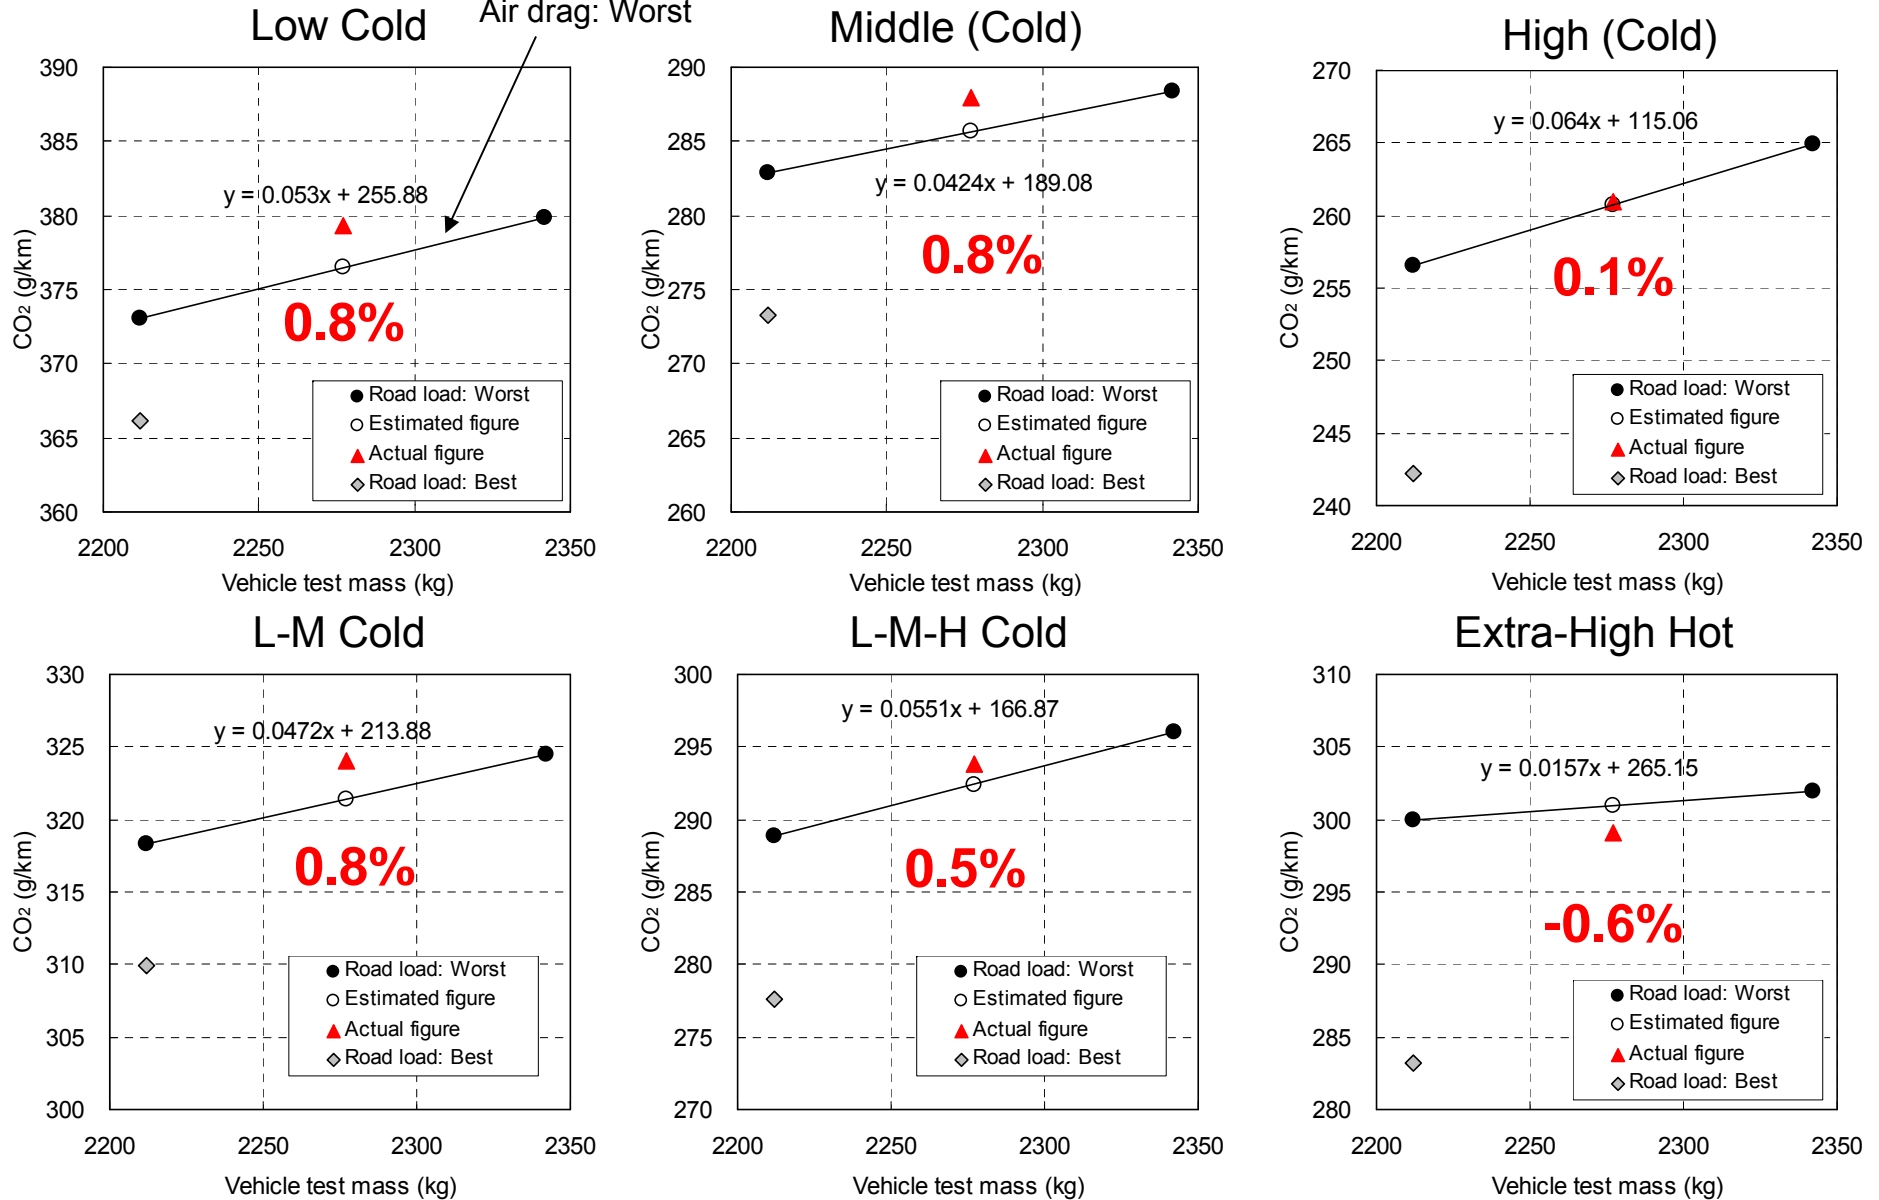 Low Cold
Air drag: Worst
390
385
380
375
370
365
360
CO2 (g/km)
y = 0.053x + 255.88
0.8%
Road load: Worst
Estimated figure
Actual figure
Road load: Best
2200 2250 2300 2350
Vehicle test mass (kg)
Middle (Cold)
290
285
280
275
270
265
260
CO2 (g/km)
y = 0.0424x + 189.08
0.8%
Road load: Worst
Estimated figure
Actual figure
Road load: Best
2200 2250 2300 2350
Vehicle test mass (kg)
High (Cold)
270
265
260
255
250
245
240
CO2 (g/km)
y = 0.064x + 115.06
0.1%
Road load: Worst
Estimated figure
Actual figure
Road load: Best
2200 2250 2300 2350
Vehicle test mass (kg)
L-M Cold
330
325
320
315
310
305
300
CO2 (g/km)
y = 0.0472x + 213.88
0.8%
Road load: Worst
Estimated figure
Actual figure
Road load: Best
2200 2250 2300 2350
Vehicle test mass (kg)
L-M-H Cold
300
295
290
285
280
275
270
CO2 (g/km)
y = 0.0551x + 166.87
0.5%
Road load: Worst
Estimated figure
Actual figure
Road load: Best
2200 2250 2300 2350
Vehicle test mass (kg)
Extra-High Hot
310
305
300
295
290
285
280
CO2 (g/km)
y = 0.0157x + 265.15
-0.6%
Road load: Worst
Estimated figure
Actual figure
Road load: Best
2200 2250 2300 2350
Vehicle test mass (kg)